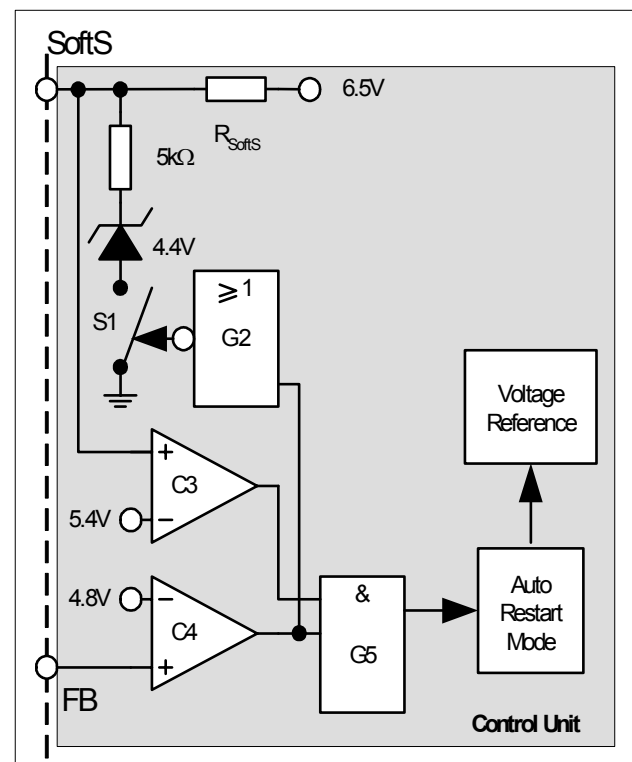 SoftS
6.5V
R SoftS
5kΩ
4.4V
≥1
S1
G2
Voltage
Reference
+
C3
5.4V
−
4.8V
−
&
C4
Auto
Restart
Mode
G5
+
FB
Control Unit